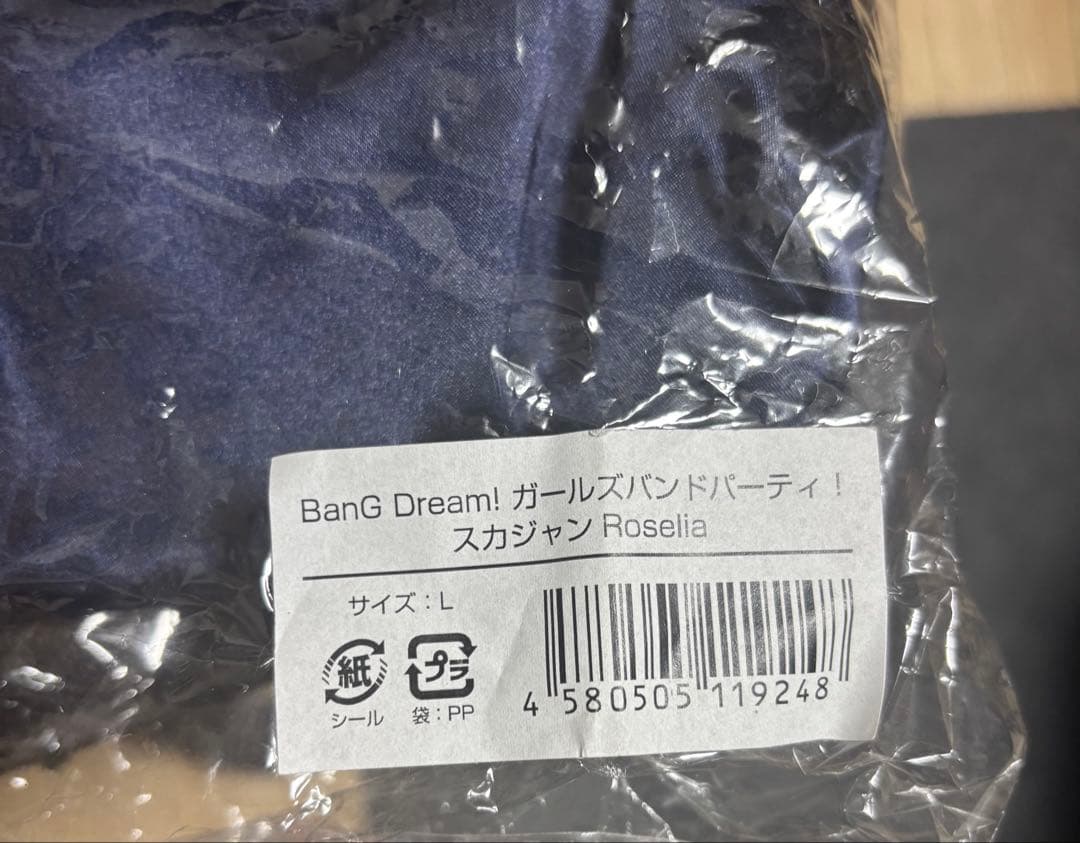 BanG Dream! ガールズバンドパーティ！
スカジャン Roselia
サイズ：L
紙 プラ
シール 袋：PP
4 580505 119248